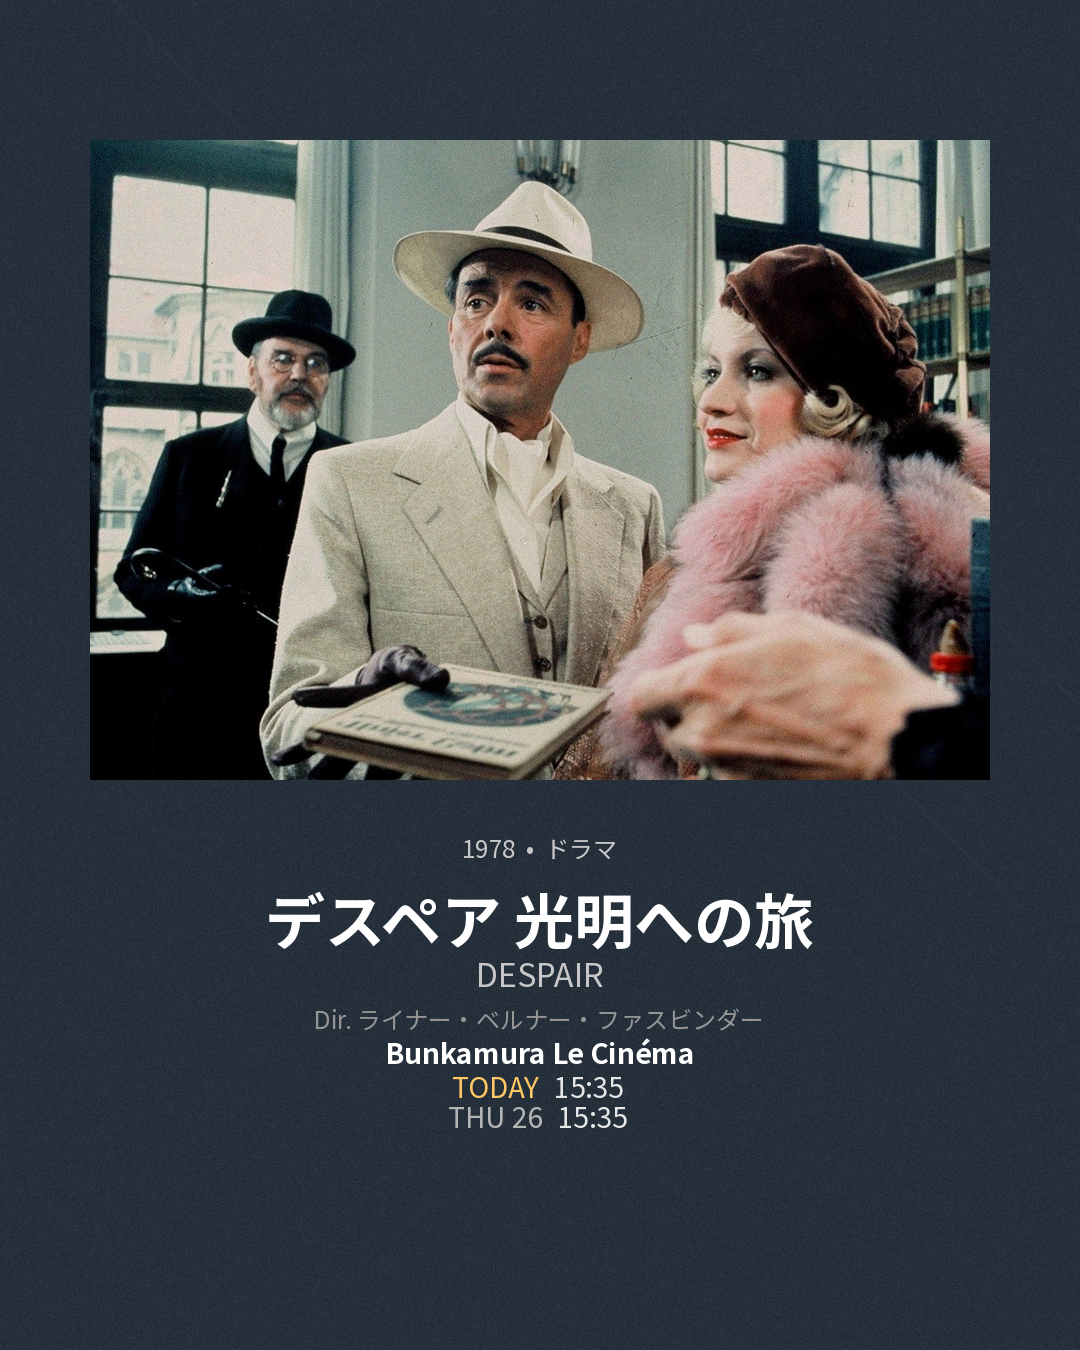 1978 • ドラマ
デスペア 光明への旅
DESPAIR
Dir. ライナー・ベルナー・ファスビンダー
Bunkamura Le Cinéma
TODAY 15:35
THU 26 15:35